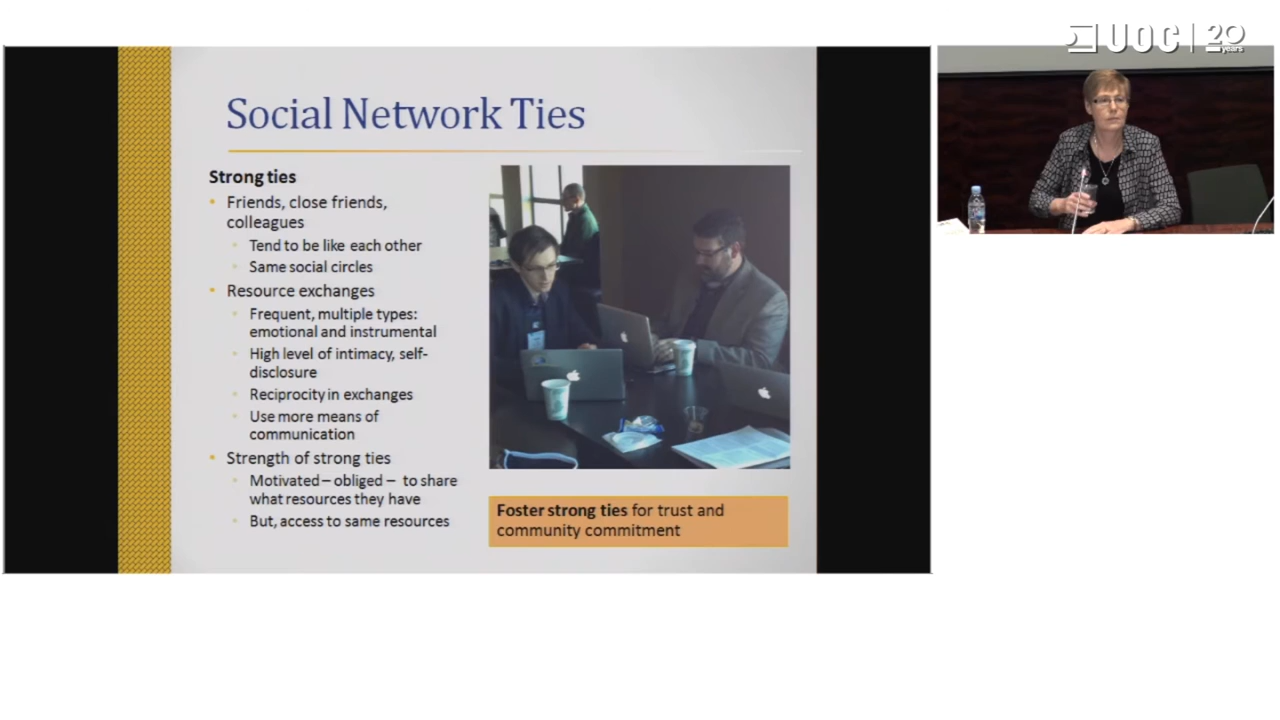 UOC | 20
years
Social Network Ties
Strong ties
• Friends, close friends,
colleagues
◦ Tend to be like each other
◦ Same social circles
• Resource exchanges
◦ Frequent, multiple types:
emotional and instrumental
◦ High level of intimacy, self-
disclosure
◦ Reciprocity in exchanges
◦ Use more means of
communication
• Strength of strong ties
◦ Motivated – obliged – to share
what resources they have
◦ But, access to same resources
Foster strong ties for trust and
community commitment